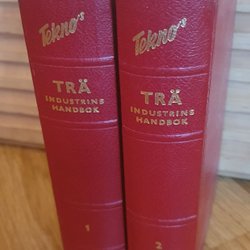 Tekno's
TRÄ
INDUSTRINS
HANDBOK
1
Tekno's
TRÄ
INDUSTRINS
HANDBOK
2